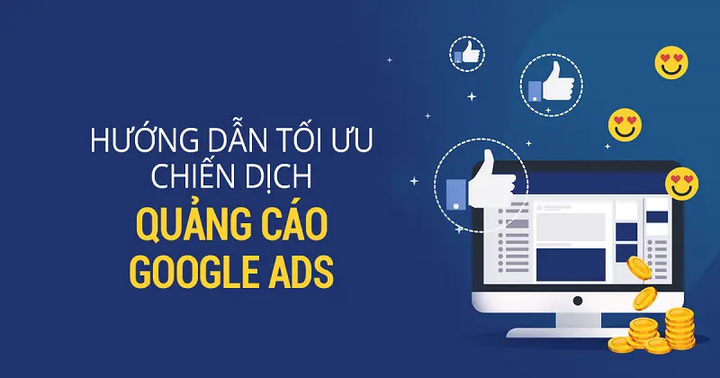 HƯỚNG DẪN TỐI ƯU
CHIẾN DỊCH
QUẢNG CÁO
GOOGLE ADS